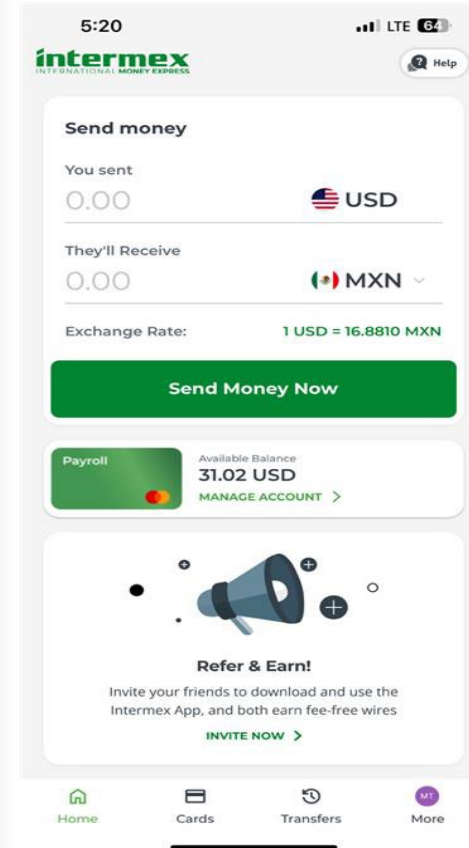 5:20
LTE 64
intermex
INTERNATIONAL MONEY EXPRESS
Help
Send money
You sent
0.00
USD
They'll Receive
0.00
MXN
Exchange Rate:
1 USD = 16.8810 MXN
Send Money Now
Payroll
Available Balance
31.02 USD
MANAGE ACCOUNT >
Refer & Earn!
Invite your friends to download and use the
Intermex App, and both earn fee-free wires
INVITE NOW >
MT
Home
Cards
Transfers
More